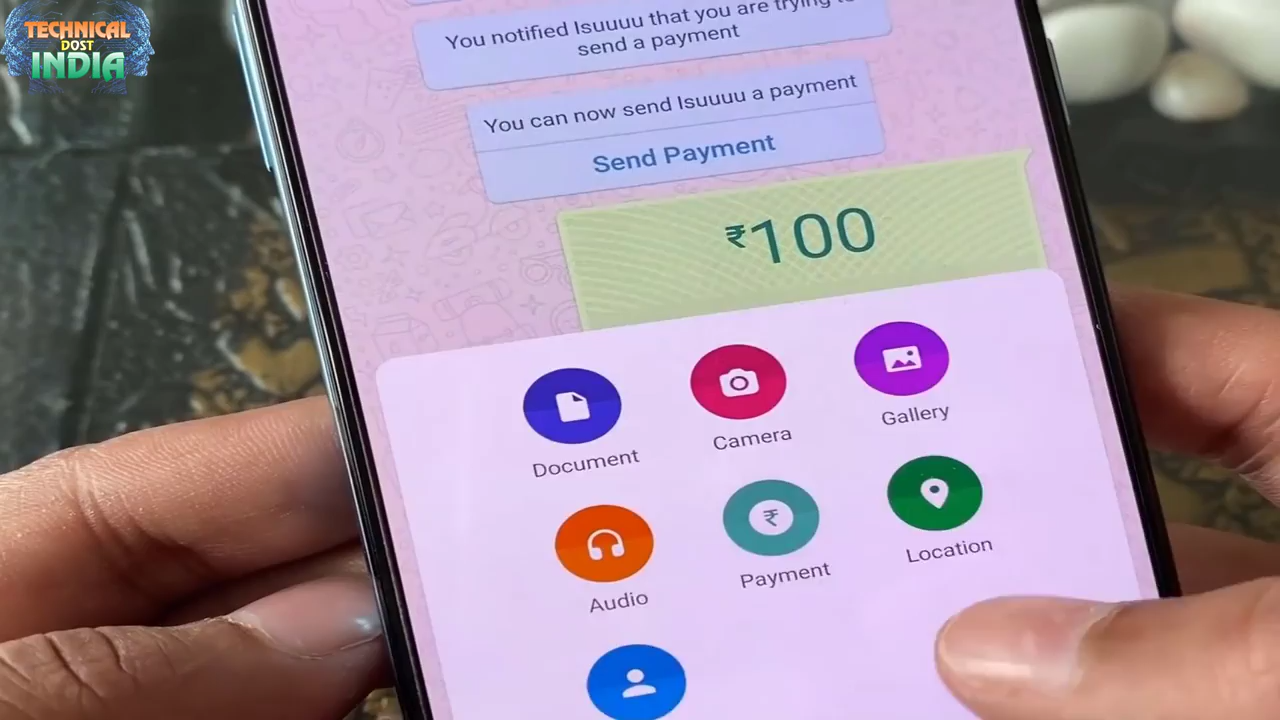 TECHNICAL
DOST
INDIA
You notified Isuuuu that you are trying to
send a payment
You can now send Isuuuu a payment
Send Payment
₹100
Document
Camera
Gallery
Audio
Payment
Location